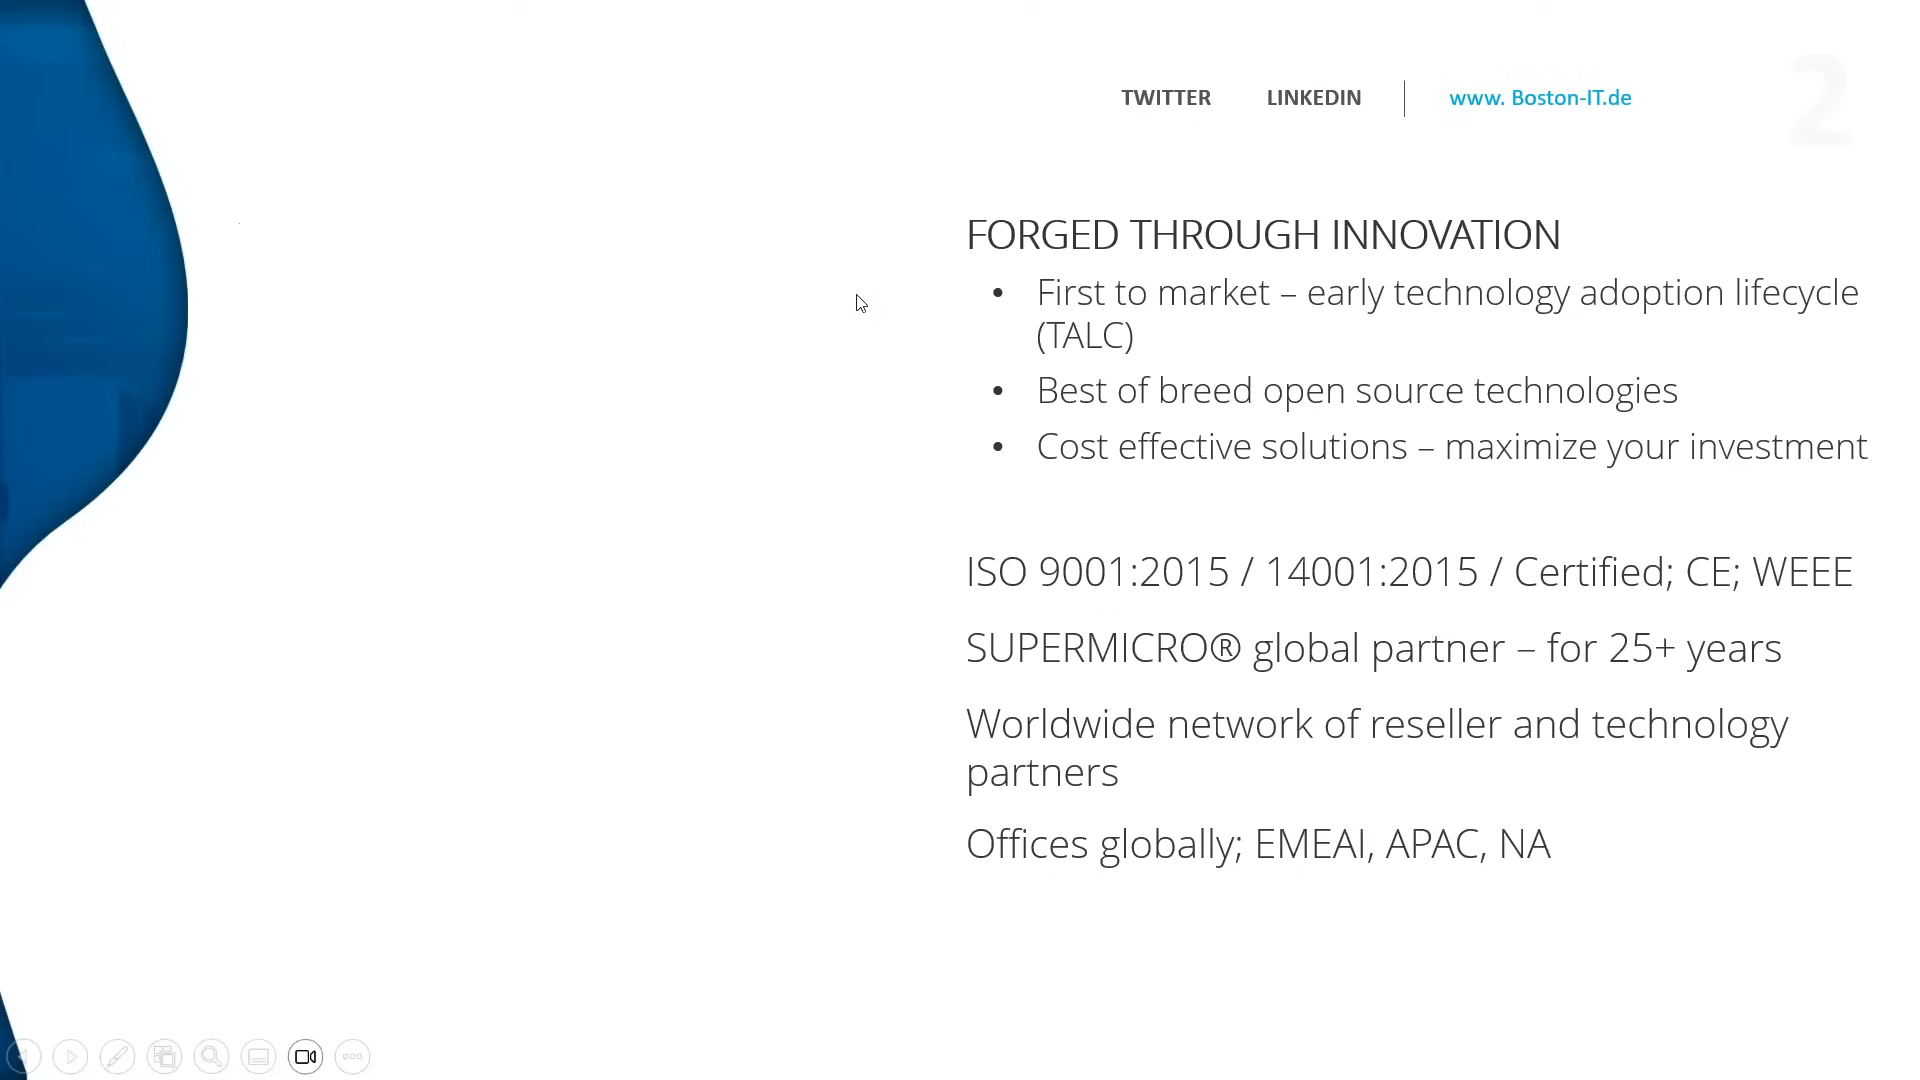 TWITTER LINKEDIN www. Boston-IT.de 2
FORGED THROUGH INNOVATION
• First to market – early technology adoption lifecycle
(TALC)
• Best of breed open source technologies
• Cost effective solutions – maximize your investment
ISO 9001:2015 / 14001:2015 / Certified; CE; WEEE
SUPERMICRO® global partner – for 25+ years
Worldwide network of reseller and technology
partners
Offices globally; EMEAI, APAC, NA